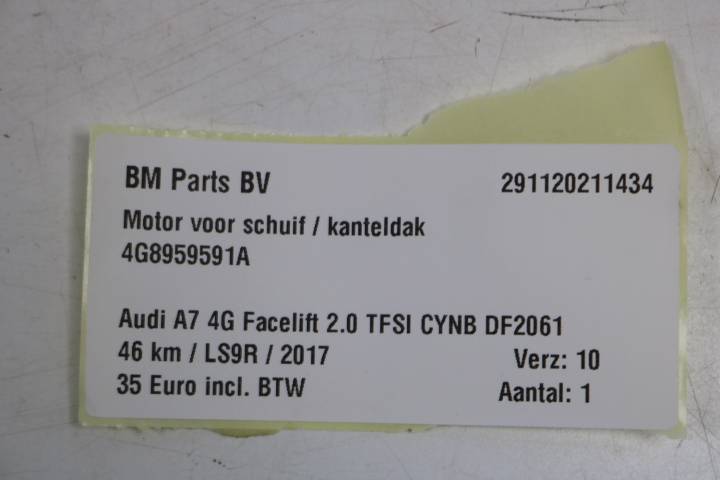 BM Parts BV 291120211434
Motor voor schuif / kanteldak
4G8959591A
Audi A7 4G Facelift 2.0 TFSI CYNB DF2061
46 km / LS9R / 2017 Verz: 10
35 Euro incl. BTW Aantal: 1